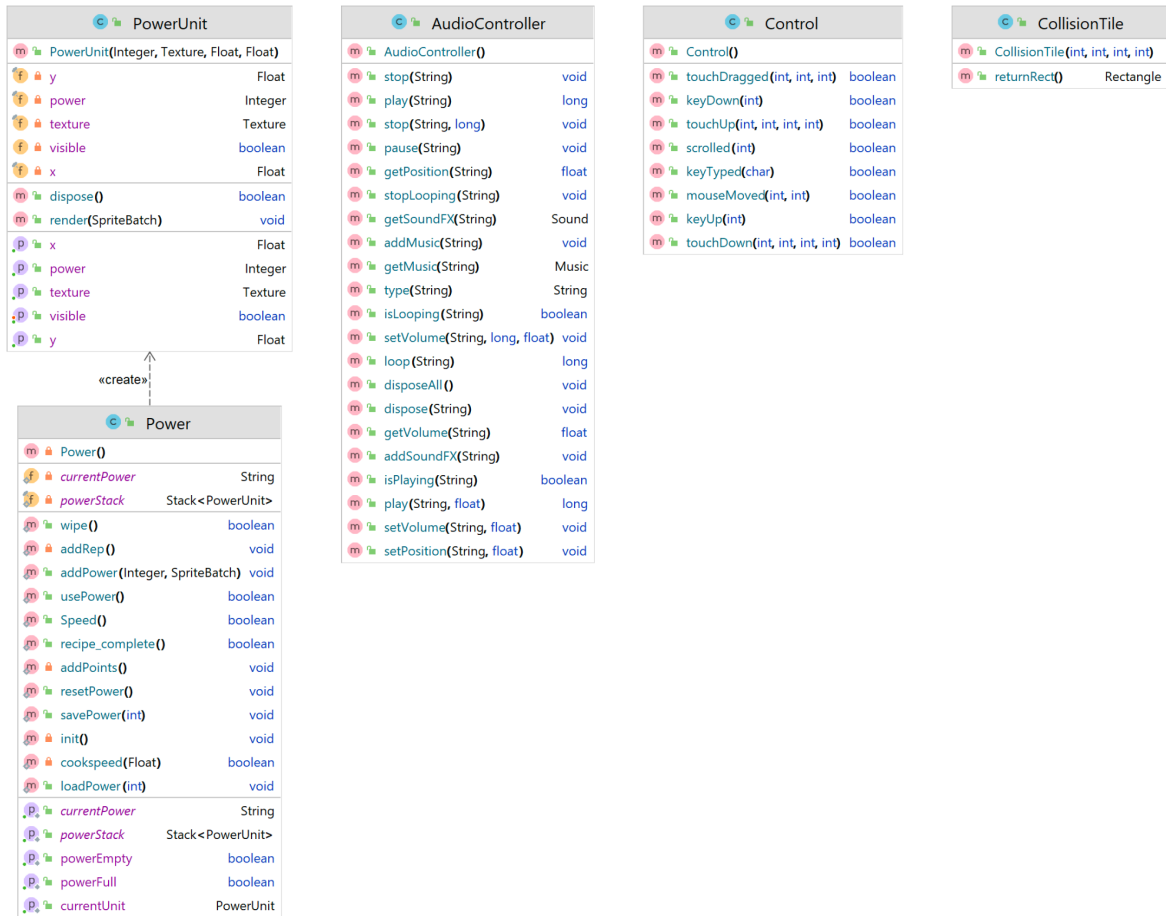 PowerUnit
PowerUnit(Integer, Texture, Float, Float)
y Float
power Integer
texture Texture
visible boolean
x Float
dispose() boolean
render(SpriteBatch) void
x Float
power Integer
texture Texture
visible boolean
y Float
«create»
Power
Power()
currentPower String
powerStack Stack<PowerUnit>
wipe() boolean
addRep() void
addPower(Integer, SpriteBatch) void
usePower() boolean
Speed() boolean
recipe_complete() boolean
addPoints() void
resetPower() void
savePower(int) void
init() void
cookspeed(Float) boolean
loadPower(int) void
currentPower String
powerStack Stack<PowerUnit>
powerEmpty boolean
powerFull boolean
currentUnit PowerUnit
AudioController
AudioController()
stop(String) void
play(String) long
stop(String, long) void
pause(String) void
getPosition(String) float
stopLooping(String) void
getSoundFX(String) Sound
addMusic(String) void
getMusic(String) Music
type(String) String
isLooping(String) boolean
setVolume(String, long, float) void
loop(String) long
disposeAll() void
dispose(String) void
getVolume(String) float
addSoundFX(String) void
isPlaying(String) boolean
play(String, float) long
setVolume(String, float) void
setPosition(String, float) void
Control
Control()
touchDragged(int, int, int) boolean
keyDown(int) boolean
touchUp(int, int, int, int) boolean
scrolled(int) boolean
keyTyped(char) boolean
mouseMoved(int, int) boolean
keyUp(int) boolean
touchDown(int, int, int, int) boolean
CollisionTile
CollisionTile(int, int, int, int)
returnRect() Rectangle